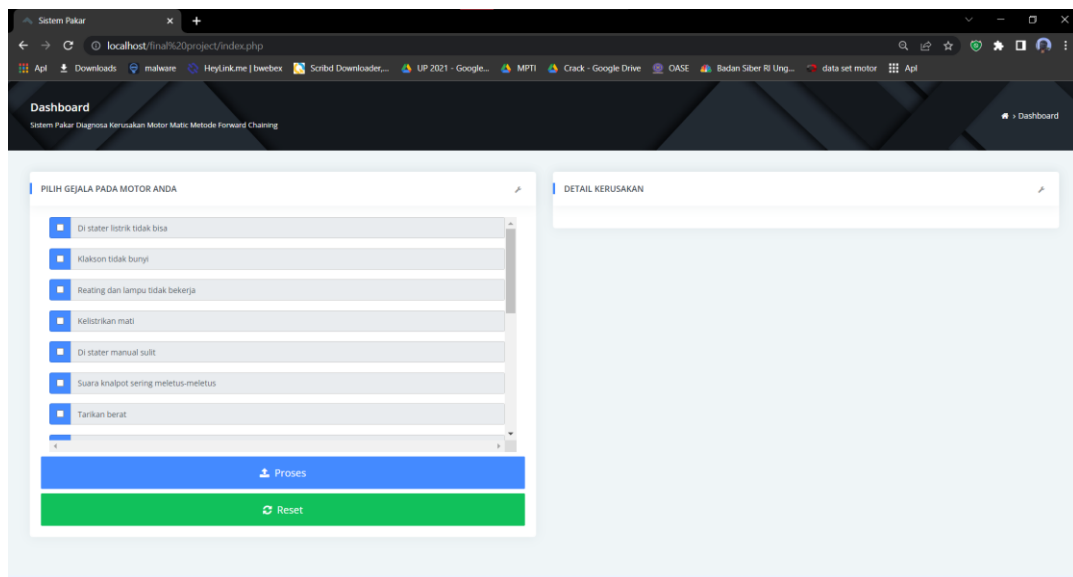 Sistem Pakar
localhost/final%20project/index.php
Apl Downloads malware HeyLink.me | bwebex Scribd Downloader,... UP 2021 - Google... MPTI Crack - Google Drive OASE Badan Siber RI Ung... data set motor Apl
Dashboard
Sistem Pakar Diagnosa Kerusakan Motor Matic Metode Forward Chaining
> Dashboard
PILIH GEJALA PADA MOTOR ANDA
Di stater listrik tidak bisa
Klakson tidak bunyi
Reating dan lampu tidak bekerja
Kelistrikan mati
Di stater manual sulit
Suara knalpot sering meletus-meletus
Tarikan berat
Proses
Reset
DETAIL KERUSAKAN